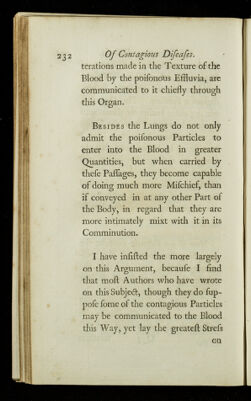 232 Of Contagious Diſeaſes.
terations made in the Texture of the
Blood by the poiſonous Effluvia, are
communicated to it chiefly through
this Organ.
BESIDES the Lungs do not only
admit the poiſonous Particles to
enter into the Blood in greater
Quantities, but when carried by
theſe Paſſages, they become capable
of doing much more Miſchief, than
if conveyed in at any other Part of
the Body, in regard that they are
more intimately mixt with it in its
Comminution.
I have inſiſted the more largely
on this Argument, becauſe I find
that moſt Authors who have wrote
on this Subject, though they do ſup-
poſe ſome of the contagious Particles
may be communicated to the Blood
this Way, yet lay the greateſt Streſs
on